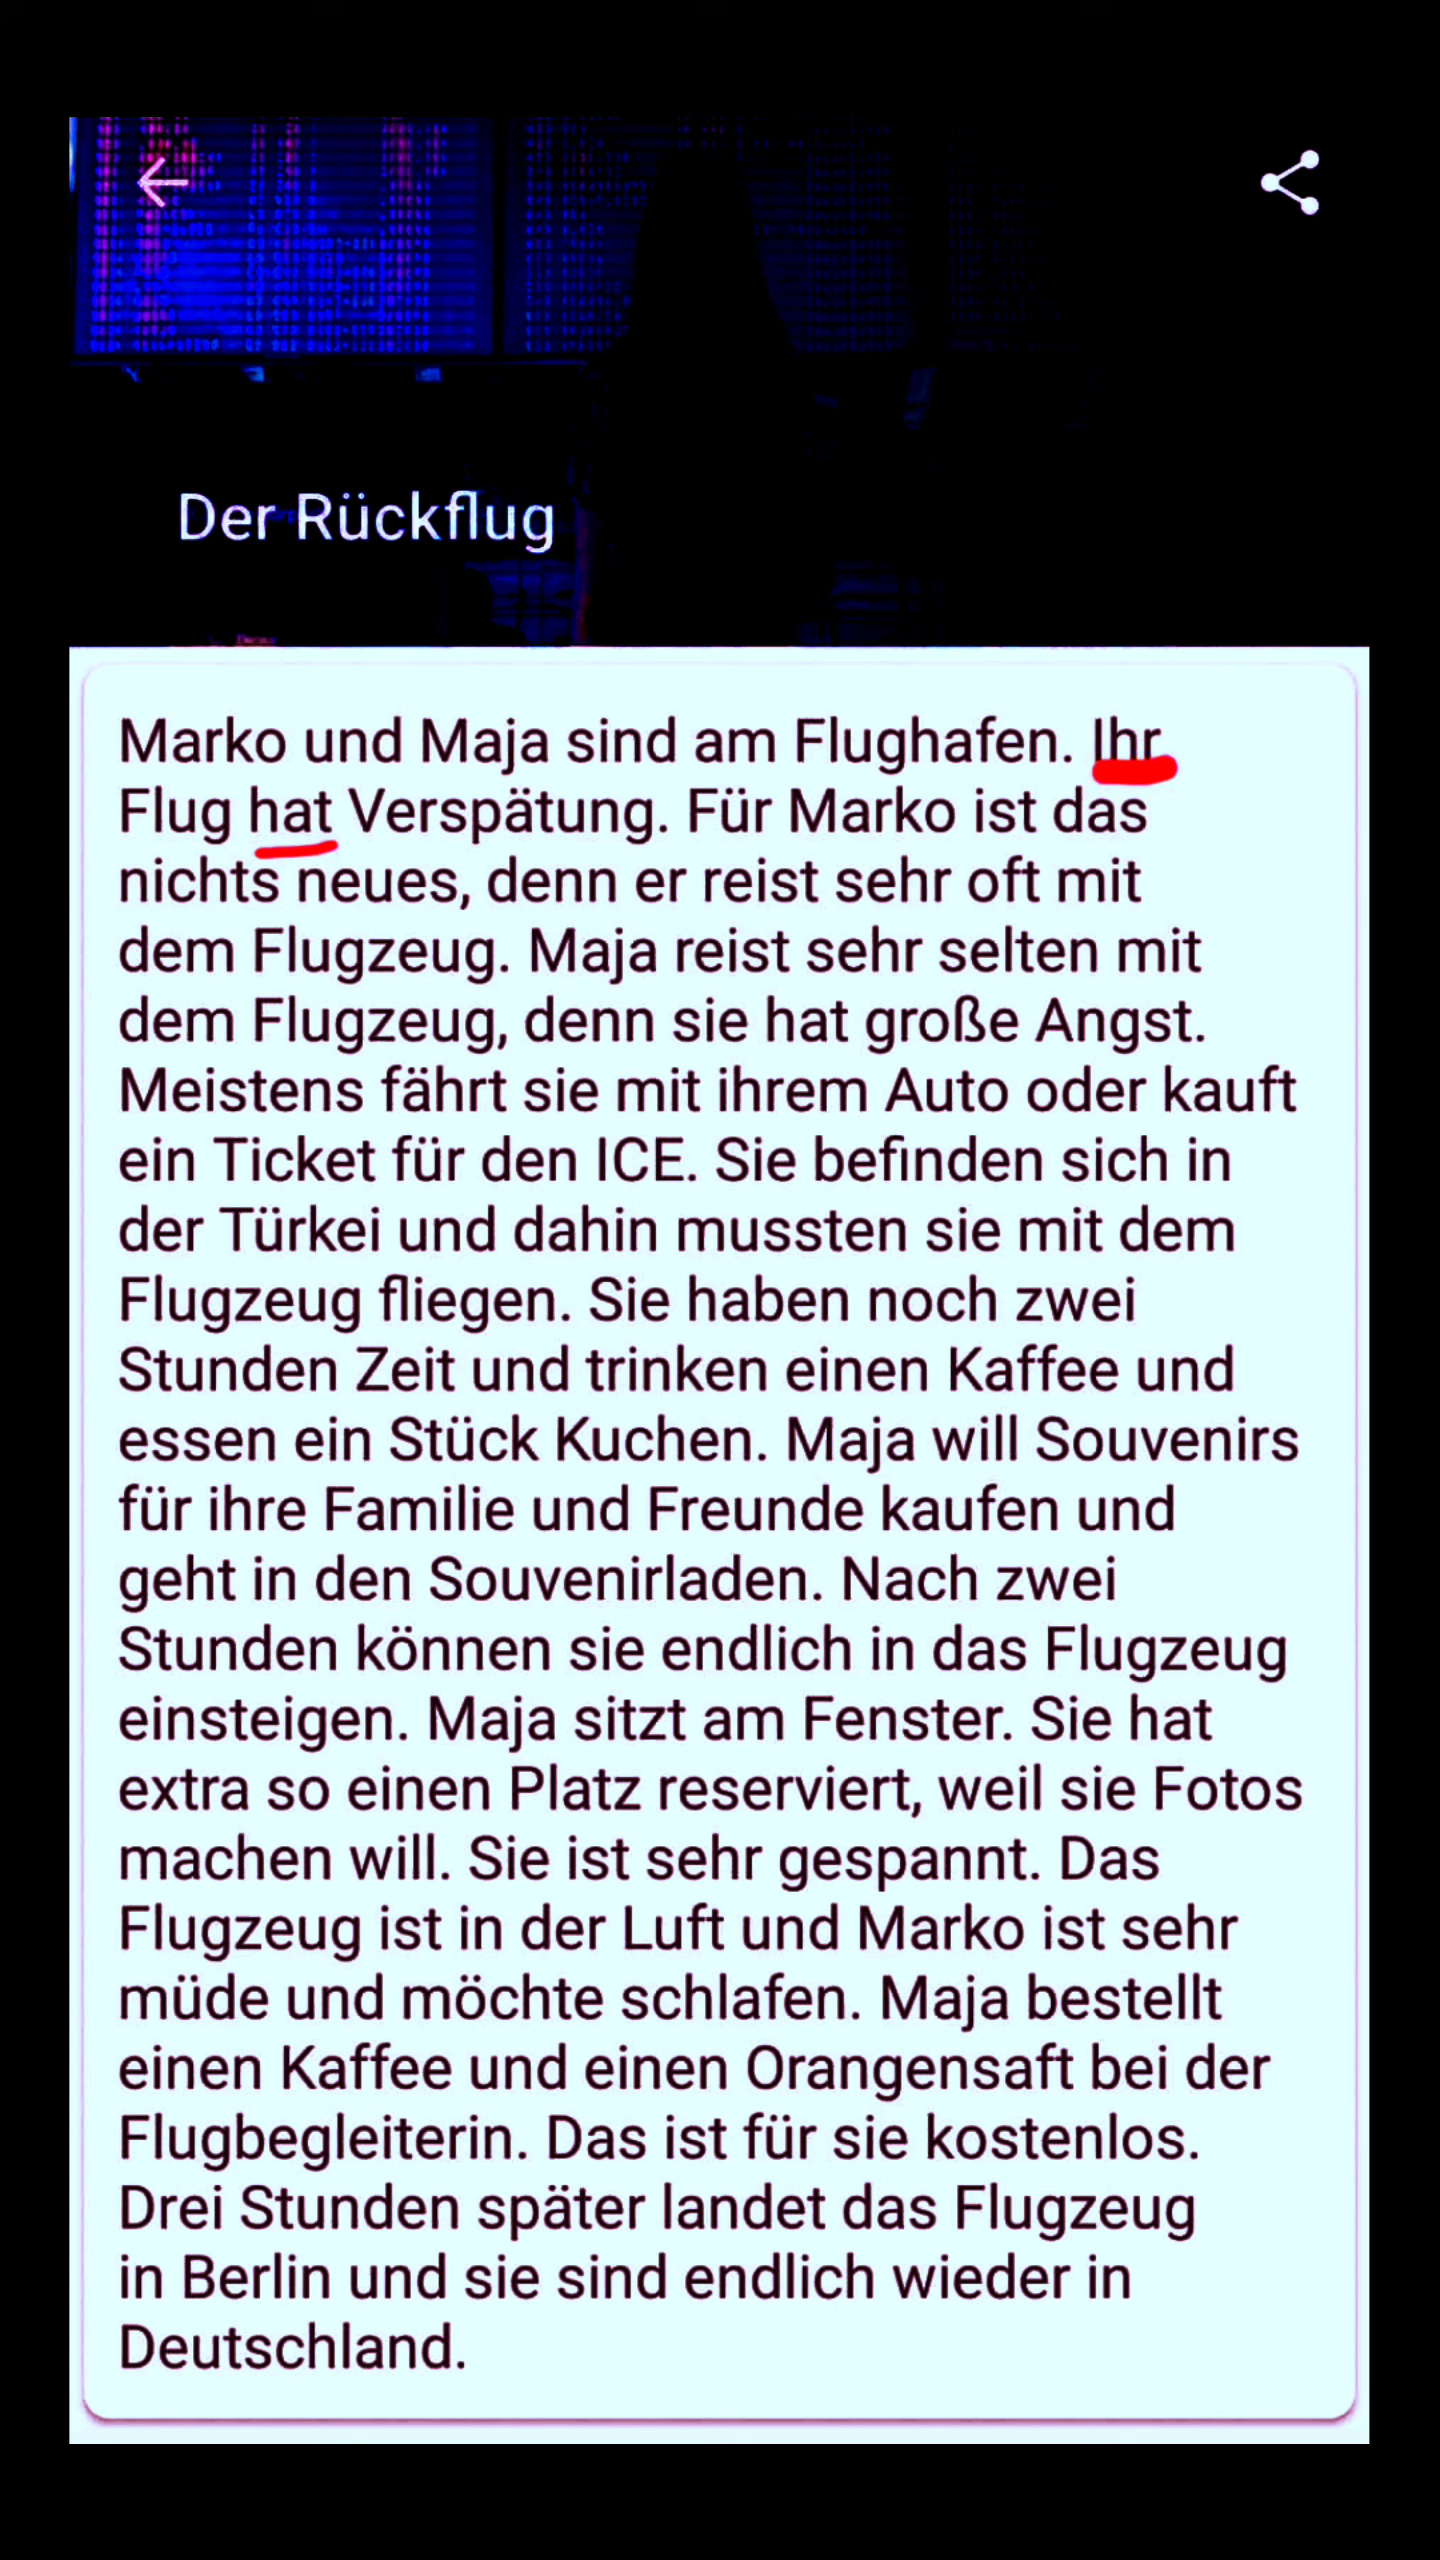 Der Rückflug
Marko und Maja sind am Flughafen. Ihr
Flug hat Verspätung. Für Marko ist das
nichts neues, denn er reist sehr oft mit
dem Flugzeug. Maja reist sehr selten mit
dem Flugzeug, denn sie hat große Angst.
Meistens fährt sie mit ihrem Auto oder kauft
ein Ticket für den ICE. Sie befinden sich in
der Türkei und dahin mussten sie mit dem
Flugzeug fliegen. Sie haben noch zwei
Stunden Zeit und trinken einen Kaffee und
essen ein Stück Kuchen. Maja will Souvenirs
für ihre Familie und Freunde kaufen und
geht in den Souvenirladen. Nach zwei
Stunden können sie endlich in das Flugzeug
einsteigen. Maja sitzt am Fenster. Sie hat
extra so einen Platz reserviert, weil sie Fotos
machen will. Sie ist sehr gespannt. Das
Flugzeug ist in der Luft und Marko ist sehr
müde und möchte schlafen. Maja bestellt
einen Kaffee und einen Orangensaft bei der
Flugbegleiterin. Das ist für sie kostenlos.
Drei Stunden später landet das Flugzeug
in Berlin und sie sind endlich wieder in
Deutschland.